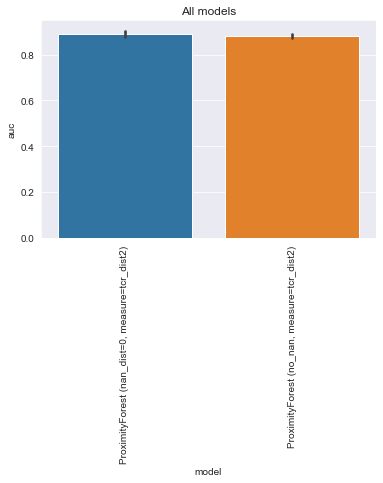 All models
auc
0.8
0.6
0.4
0.2
0.0
ProximityForest (nan_dist=0, measure=tcr_dist2)
ProximityForest (no_nan, measure=tcr_dist2)
model